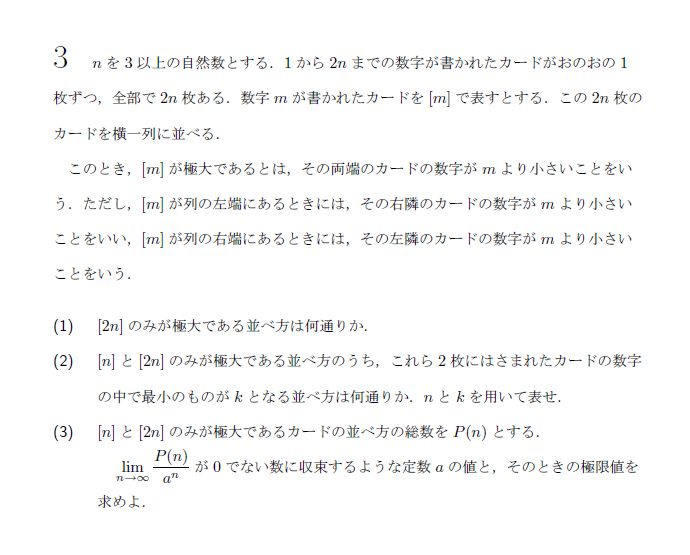 3 n を 3 以上の自然数とする．1 から 2n までの数字が書かれたカードがおのおの 1
枚ずつ，全部で 2n 枚ある．数字 m が書かれたカードを [m] で表すとする．この 2n 枚の
カードを横一列に並べる．
このとき，[m] が極大であるとは，その両端のカードの数字が m より小さいことをい
う．ただし，[m] が列の左端にあるときには，その右隣のカードの数字が m より小さい
ことをいい，[m] が列の右端にあるときには，その左隣のカードの数字が m より小さい
ことをいう．
(1) [2n] のみが極大である並べ方は何通りか．
(2) [n] と [2n] のみが極大である並べ方のうち，これら 2 枚にはさまれたカードの数字
の中で最小のものが k となる並べ方は何通りか．n と k を用いて表せ．
(3) [n] と [2n] のみが極大であるカードの並べ方の総数を P(n) とする．
lim_{n→∞} P(n)/a^n が 0 でない数に収束するような定数 a の値と，そのときの極限値を
求めよ．